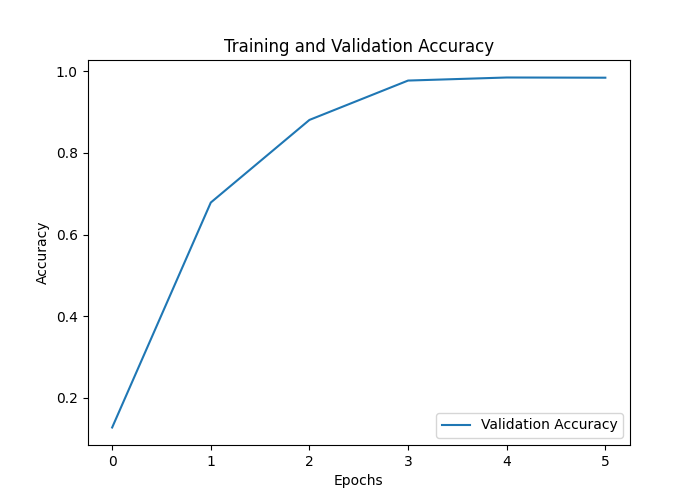 Training and Validation Accuracy
1.0
0.8
0.6
0.4
0.2
Accuracy
Validation Accuracy
0 1 2 3 4 5
Epochs